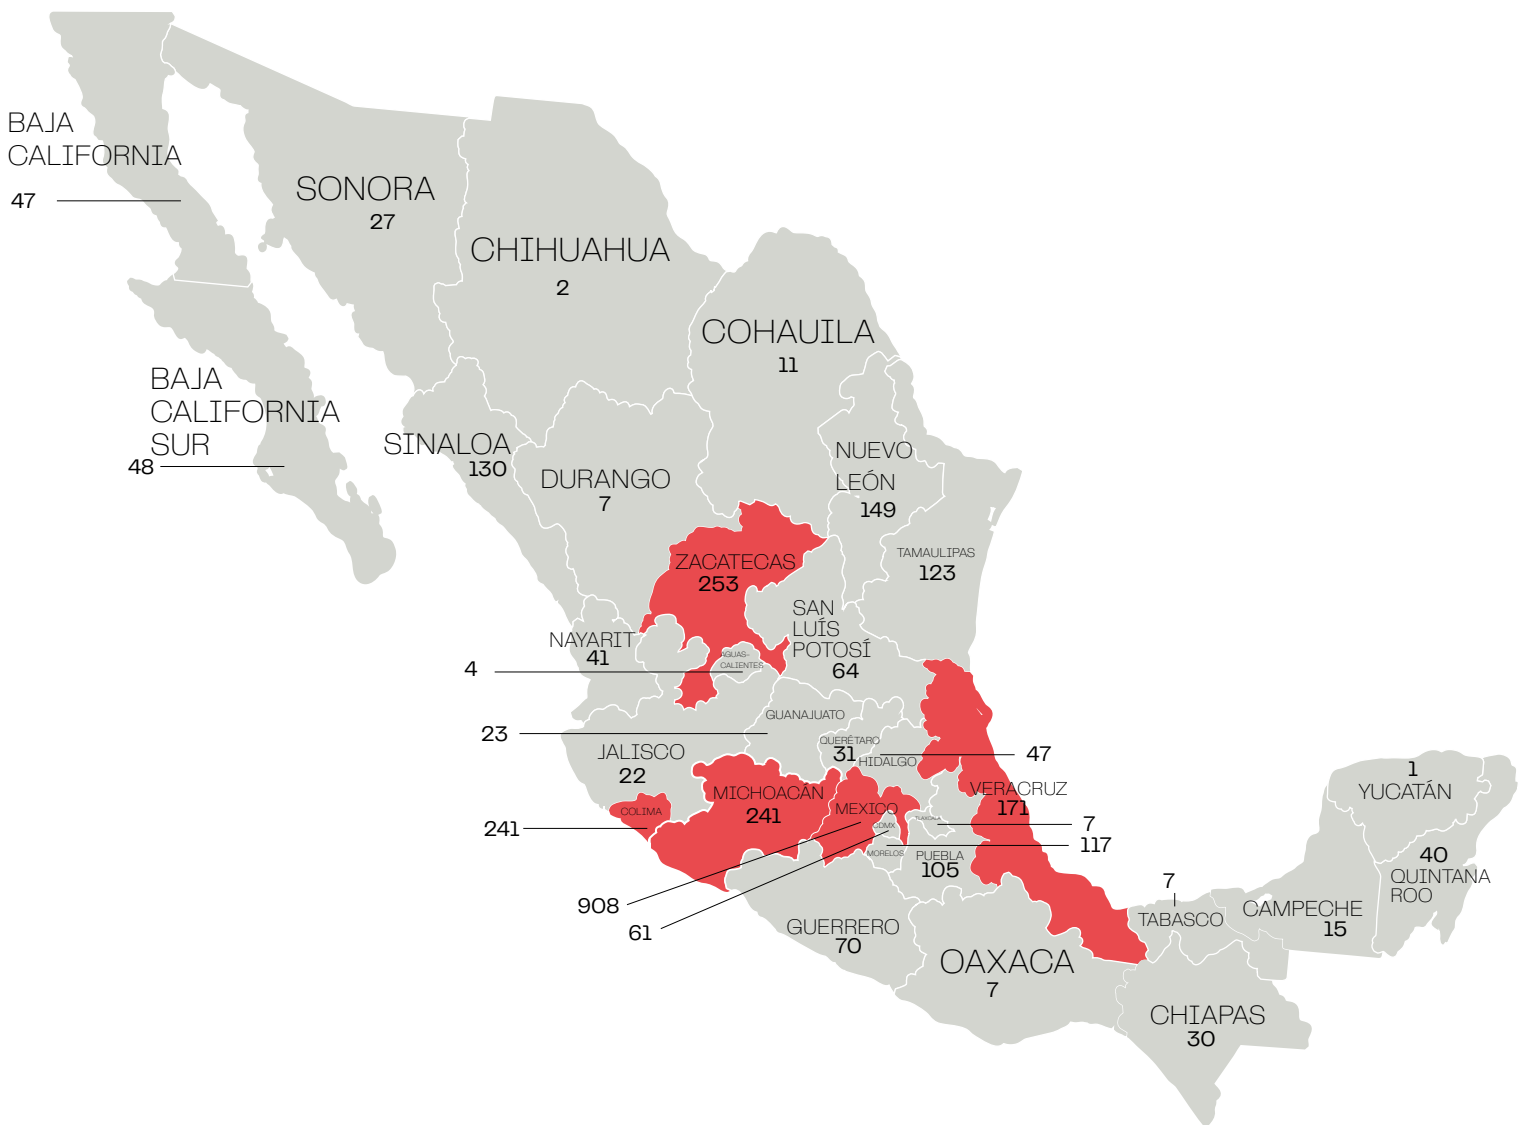 BAJA
CALIFORNIA
47
SONORA
27
CHIHUAHUA
2
COHAUILA
11
BAJA
CALIFORNIA
SUR
48
SINALOA
130
DURANGO
7
NUEVO
LEÓN
149
TAMAULIPAS
123
ZACATECAS
253
SAN
LUÍS
POTOSÍ
64
NAYARIT
41
AGUAS-
CALIENTES
4
GUANAJUATO
23
QUERÉTARO
31
HIDALGO
47
JALISCO
22
MICHOACÁN
241
COLIMA
241
MEXICO
908
CDMX
61
TLAXCALA
7
MORELOS
117
PUEBLA
105
VERACRUZ
171
GUERRERO
70
OAXACA
7
7
TABASCO
CHIAPAS
30
CAMPECHE
15
1
YUCATÁN
40
QUINTANA
ROO